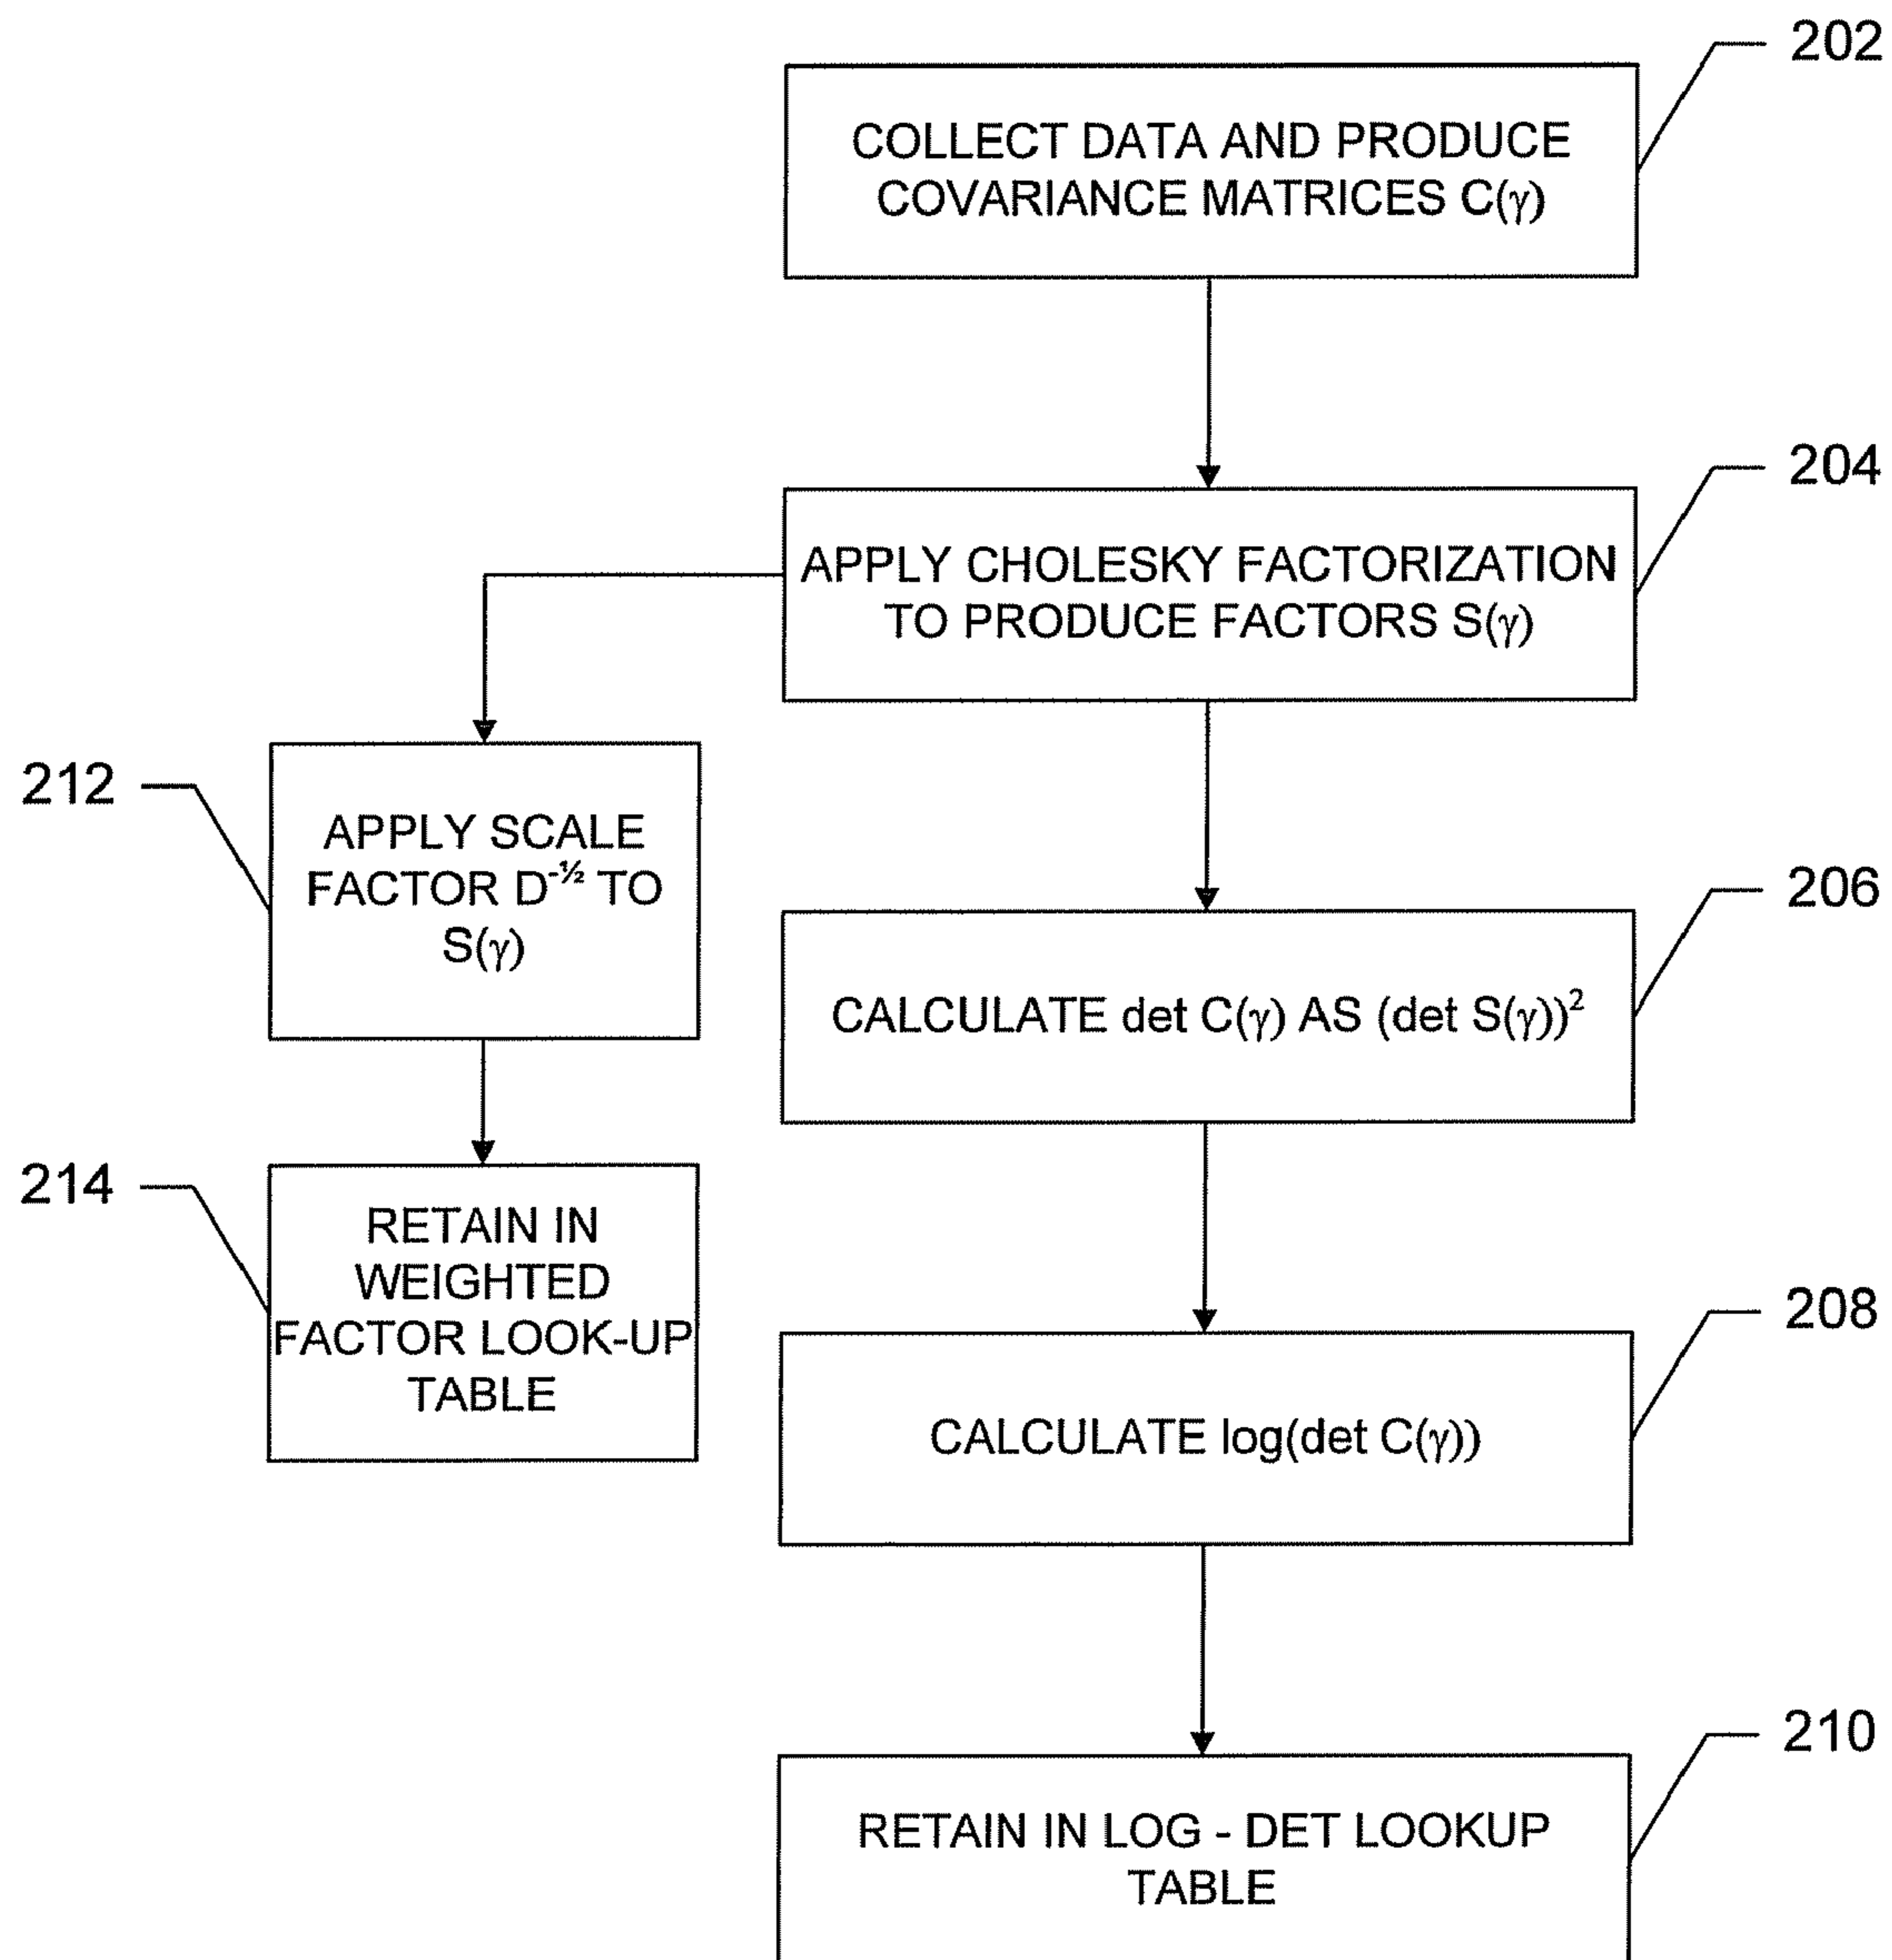 202
COLLECT DATA AND PRODUCE
COVARIANCE MATRICES C(γ)
204
APPLY CHOLESKY FACTORIZATION
TO PRODUCE FACTORS S(γ)
212
APPLY SCALE
FACTOR D⁻¹ᐟ² TO
S(γ)
206
CALCULATE det C(γ) AS (det S(γ))²
214
RETAIN IN
WEIGHTED
FACTOR LOOK-UP
TABLE
208
CALCULATE log(det C(γ))
210
RETAIN IN LOG - DET LOOKUP
TABLE